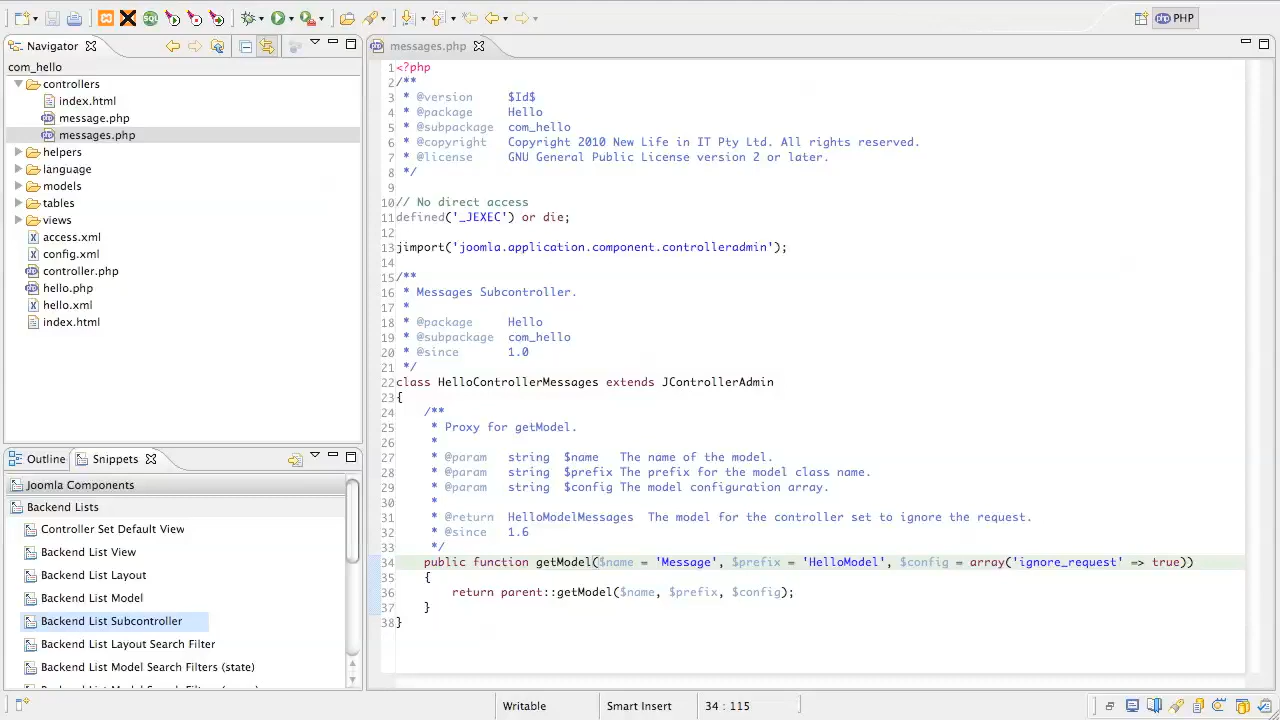 PHP
Navigator
com_hello
controllers
index.html
message.php
messages.php
helpers
language
models
tables
views
access.xml
config.xml
controller.php
hello.php
hello.xml
index.html
Outline
Snippets
Joomla Components
Backend Lists
Controller Set Default View
Backend List View
Backend List Layout
Backend List Model
Backend List Subcontroller
Backend List Layout Search Filter
Backend List Model Search Filters (state)
messages.php
1 <?php
2 /**
3  * @version    $Id$
4  * @package    Hello
5  * @subpackage com_hello
6  * @copyright  Copyright 2010 New Life in IT Pty Ltd. All rights reserved.
7  * @license    GNU General Public License version 2 or later.
8  */
9
10 // No direct access
11 defined('_JEXEC') or die;
12
13 jimport('joomla.application.component.controlleradmin');
14
15 /**
16  * Messages Subcontroller.
17  *
18  * @package    Hello
19  * @subpackage com_hello
20  * @since      1.0
21  */
22 class HelloControllerMessages extends JControllerAdmin
23 {
24     /**
25      * Proxy for getModel.
26      *
27      * @param   string  $name   The name of the model.
28      * @param   string  $prefix The prefix for the model class name.
29      * @param   string  $config The model configuration array.
30      *
31      * @return  HelloModelMessages  The model for the controller set to ignore the request.
32      * @since   1.6
33      */
34     public function getModel($name = 'Message', $prefix = 'HelloModel', $config = array('ignore_request' => true))
35     {
36         return parent::getModel($name, $prefix, $config);
37     }
38 }
Writable
Smart Insert
34 : 115